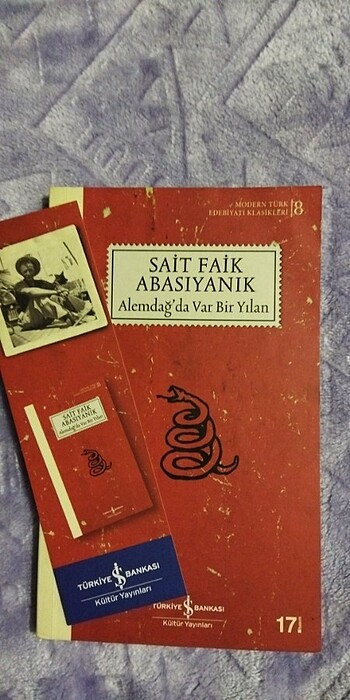 MODERN TÜRK
EDEBİYATI KLASİKLERİ 8
SAİT FAİK
ABASIYANIK
Alemdağ'da Var Bir Yılan
SAİT FAİK
ABASIYANIK
Alemdağ'da Var Bir Yılan
TÜRKİYE İŞ BANKASI
Kültür Yayınları
TÜRKİYE İŞ BANKASI
Kültür Yayınları
17